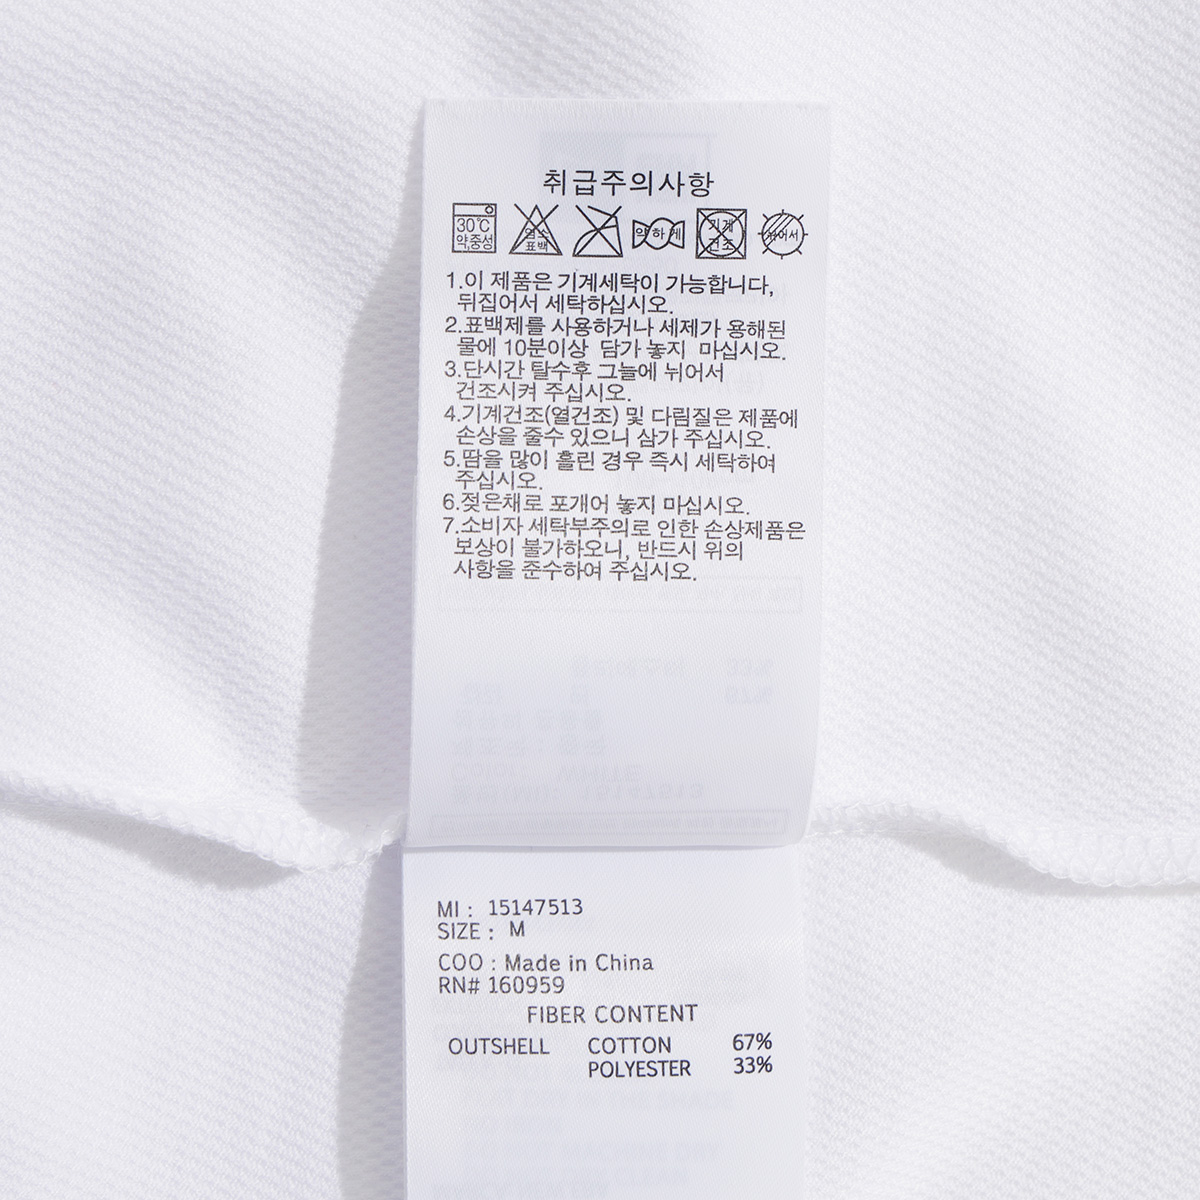 취급주의사항
30℃
약,중성
염소
표백
약하게
기계
건조
뉘어서
1.이 제품은 기계세탁이 가능합니다,
뒤집어서 세탁하십시오.
2.표백제를 사용하거나 세제가 용해된
물에 10분이상 담가 놓지 마십시오.
3.단시간 탈수후 그늘에 뉘어서
건조시켜 주십시오.
4.기계건조(열건조) 및 다림질은 제품에
손상을 줄수 있으니 삼가 주십시오.
5.땀을 많이 흘린 경우 즉시 세탁하여
주십시오.
6.젖은채로 포개어 놓지 마십시오.
7.소비자 세탁부주의로 인한 손상제품은
보상이 불가하오니, 반드시 위의
사항을 준수하여 주십시오.
MI : 15147513
SIZE : M
COO : Made in China
RN# 160959
FIBER CONTENT
OUTSHELL COTTON 67%
POLYESTER 33%